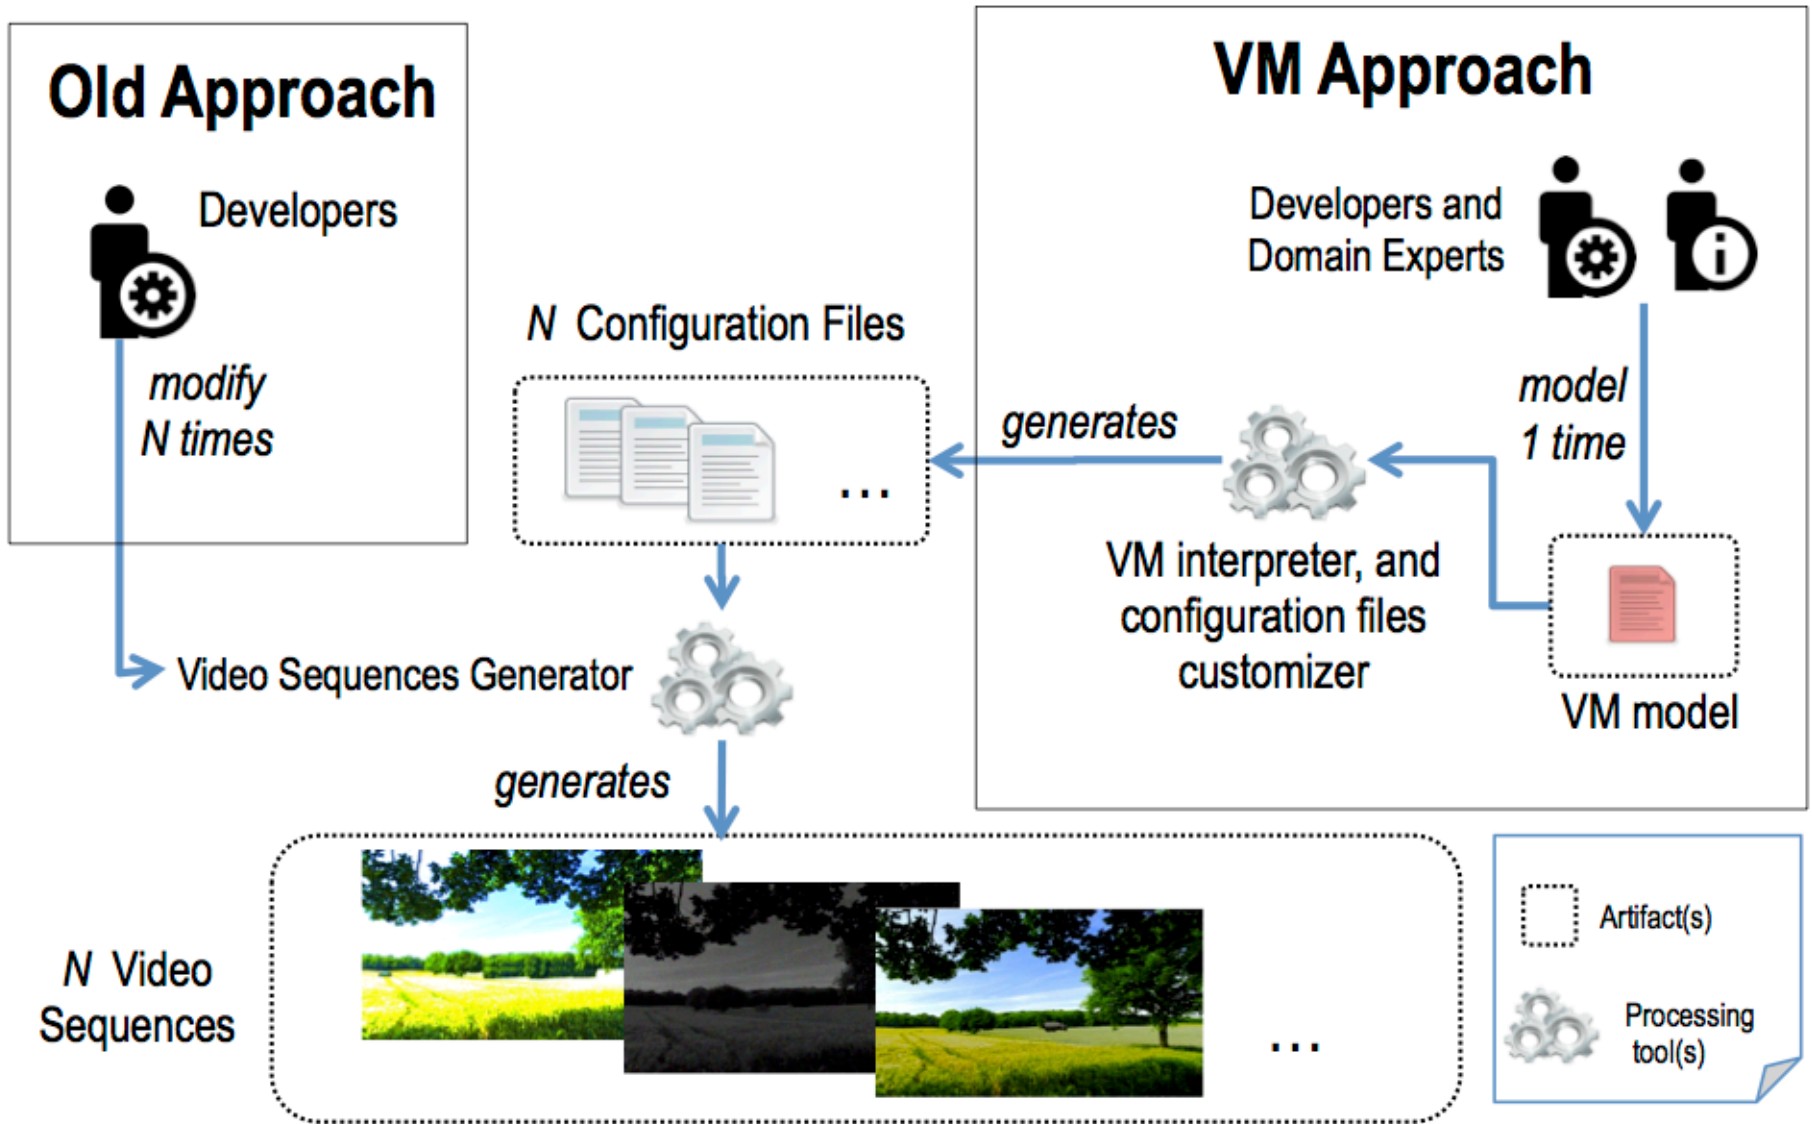 Old Approach
Developers
modify
N times
VM Approach
Developers and
Domain Experts
model
1 time
N Configuration Files
...
generates
VM interpreter, and
configuration files
customizer
VM model
Video Sequences Generator
generates
N Video
Sequences
...
Artifact(s)
Processing
tool(s)